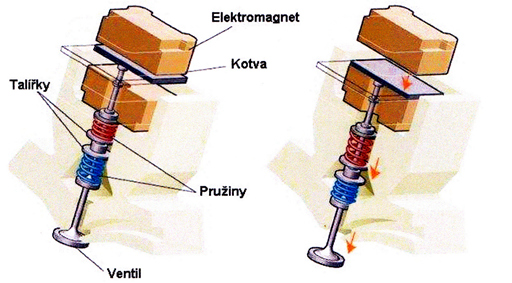 Elektromagnet
Kotva
Talířky
Pružiny
Ventil